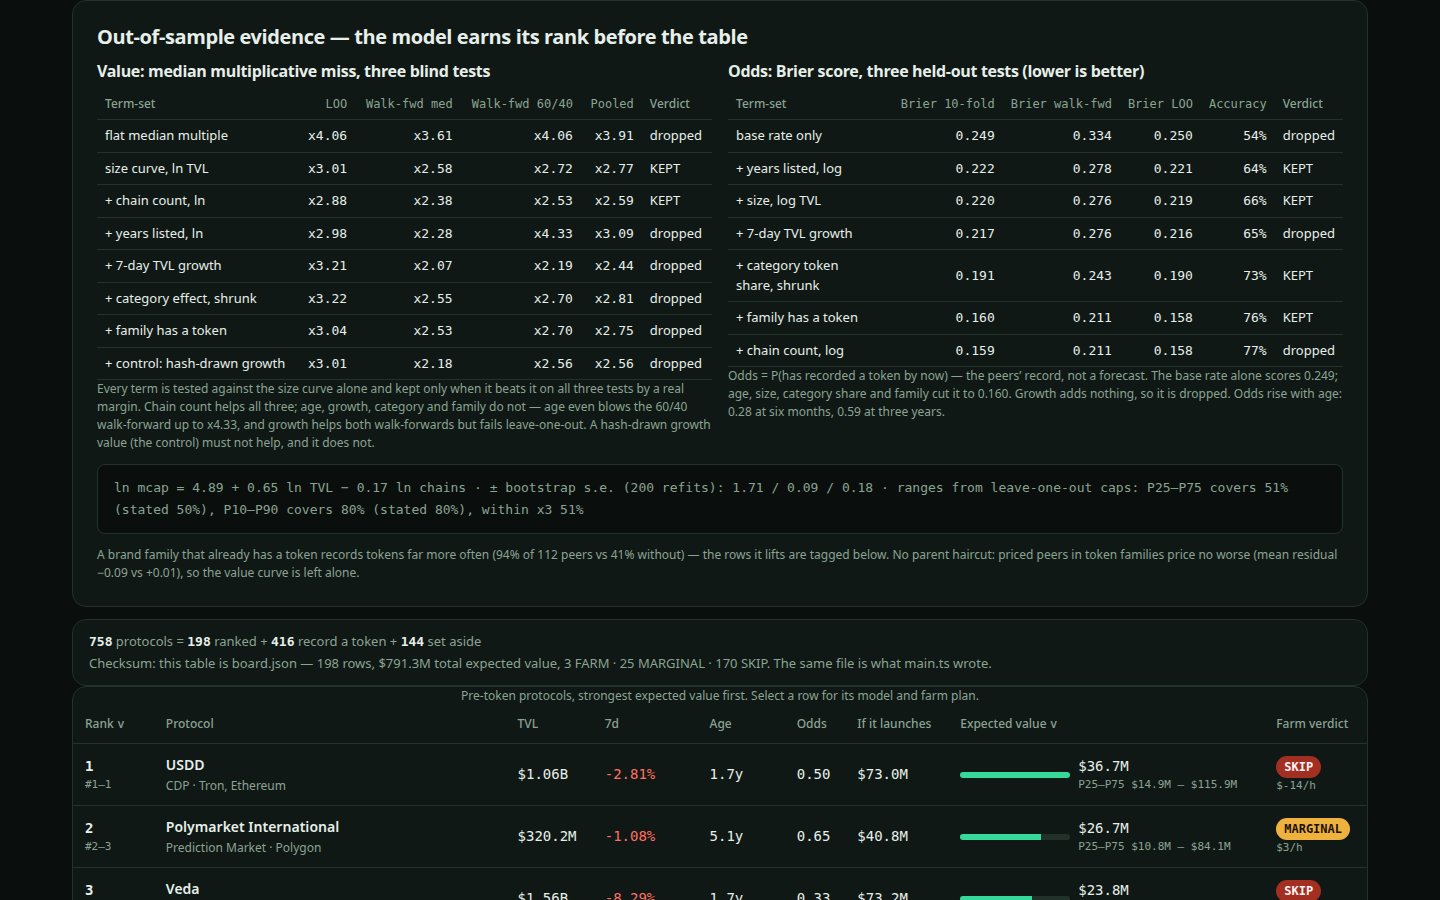 Out-of-sample evidence — the model earns its rank before the table
Value: median multiplicative miss, three blind tests
Term-set LOO Walk-fwd med Walk-fwd 60/40 Pooled Verdict
flat median multiple x4.06 x3.61 x4.06 x3.91 dropped
size curve, ln TVL x3.01 x2.58 x2.72 x2.77 KEPT
+ chain count, ln x2.88 x2.38 x2.53 x2.59 KEPT
+ years listed, ln x2.98 x2.28 x4.33 x3.09 dropped
+ 7-day TVL growth x3.21 x2.07 x2.19 x2.44 dropped
+ category effect, shrunk x3.22 x2.55 x2.70 x2.81 dropped
+ family has a token x3.04 x2.53 x2.70 x2.75 dropped
+ control: hash-drawn growth x3.01 x2.18 x2.56 x2.56 dropped
Every term is tested against the size curve alone and kept only when it beats it on all three tests by a real
margin. Chain count helps all three; age, growth, category and family do not — age even blows the 60/40
walk-forward up to x4.33, and growth helps both walk-forwards but fails leave-one-out. A hash-drawn growth
value (the control) must not help, and it does not.
Odds: Brier score, three held-out tests (lower is better)
Term-set Brier 10-fold Brier walk-fwd Brier LOO Accuracy Verdict
base rate only 0.249 0.334 0.250 54% dropped
+ years listed, log 0.222 0.278 0.221 64% KEPT
+ size, log TVL 0.220 0.276 0.219 66% KEPT
+ 7-day TVL growth 0.217 0.276 0.216 65% dropped
+ category token
share, shrunk 0.191 0.243 0.190 73% KEPT
+ family has a token 0.160 0.211 0.158 76% KEPT
+ chain count, log 0.159 0.211 0.158 77% dropped
Odds = P(has recorded a token by now) — the peers' record, not a forecast. The base rate alone scores 0.249;
age, size, category share and family cut it to 0.160. Growth adds nothing, so it is dropped. Odds rise with age:
0.28 at six months, 0.59 at three years.
ln mcap = 4.89 + 0.65 ln TVL − 0.17 ln chains · ± bootstrap s.e. (200 refits): 1.71 / 0.09 / 0.18 · ranges from leave-one-out caps: P25–P75 covers 51%
(stated 50%), P10–P90 covers 80% (stated 80%), within x3 51%
A brand family that already has a token records tokens far more often (94% of 112 peers vs 41% without) — the rows it lifts are tagged below. No parent haircut: priced peers in token families price no worse (mean residual
−0.09 vs +0.01), so the value curve is left alone.
758 protocols = 198 ranked + 416 record a token + 144 set aside
Checksum: this table is board.json — 198 rows, $791.3M total expected value, 3 FARM · 25 MARGINAL · 170 SKIP. The same file is what main.ts wrote.
Pre-token protocols, strongest expected value first. Select a row for its model and farm plan.
Rank v Protocol TVL 7d Age Odds If it launches Expected value v Farm verdict
1 USDD $1.06B -2.81% 1.7y 0.50 $73.0M $36.7M SKIP
#1–1 CDP · Tron, Ethereum P25–P75 $14.9M – $115.9M $-14/h
2 Polymarket International $320.2M -1.08% 5.1y 0.65 $40.8M $26.7M MARGINAL
#2–3 Prediction Market · Polygon P25–P75 $10.8M – $84.1M $3/h
3 Veda $1.56B -8.29% 1.7y 0.33 $73.2M $23.8M SKIP